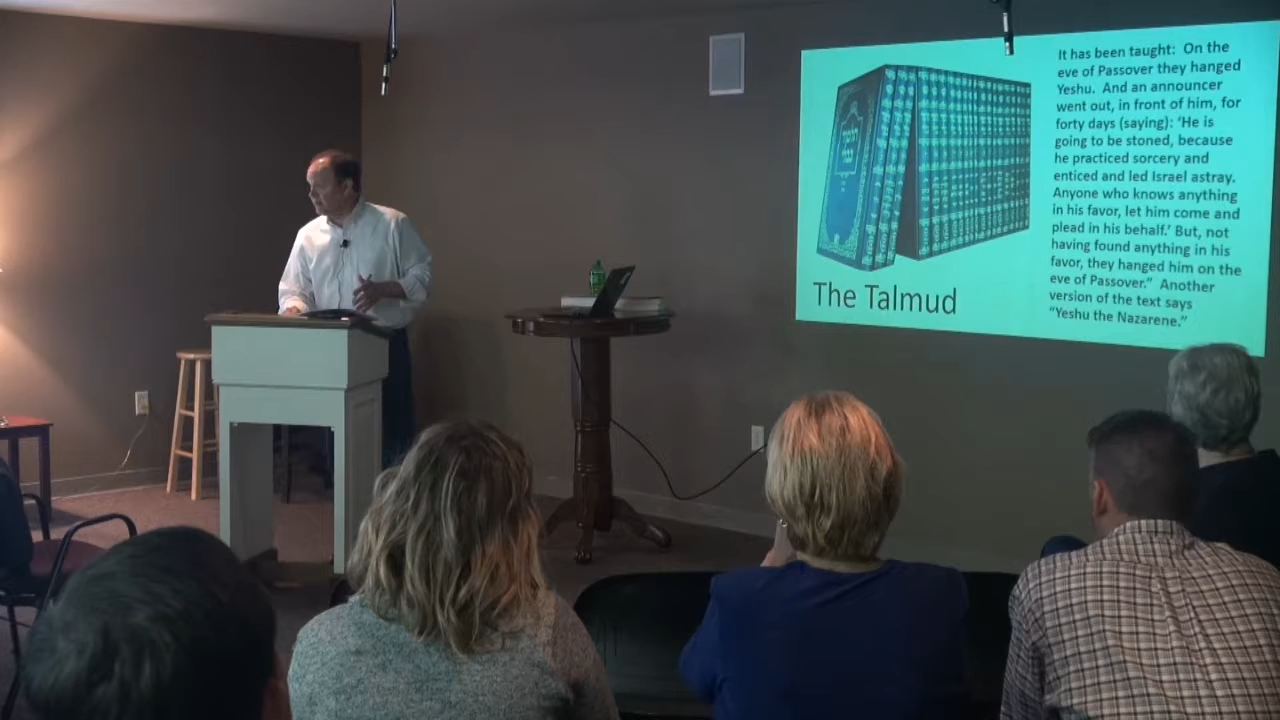 It has been taught: On the
eve of Passover they hanged
Yeshu. And an announcer
went out, in front of him, for
forty days (saying): ‘He is
going to be stoned, because
he practiced sorcery and
enticed and led Israel astray.
Anyone who knows anything
in his favor, let him come and
plead in his behalf.’ But, not
having found anything in his
favor, they hanged him on the
eve of Passover.” Another
version of the text says
“Yeshu the Nazarene.”
The Talmud